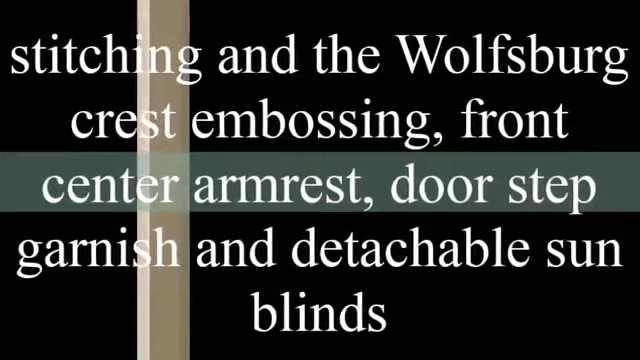 stitching and the Wolfsburg
crest embossing, front
center armrest, door step
garnish and detachable sun
blinds